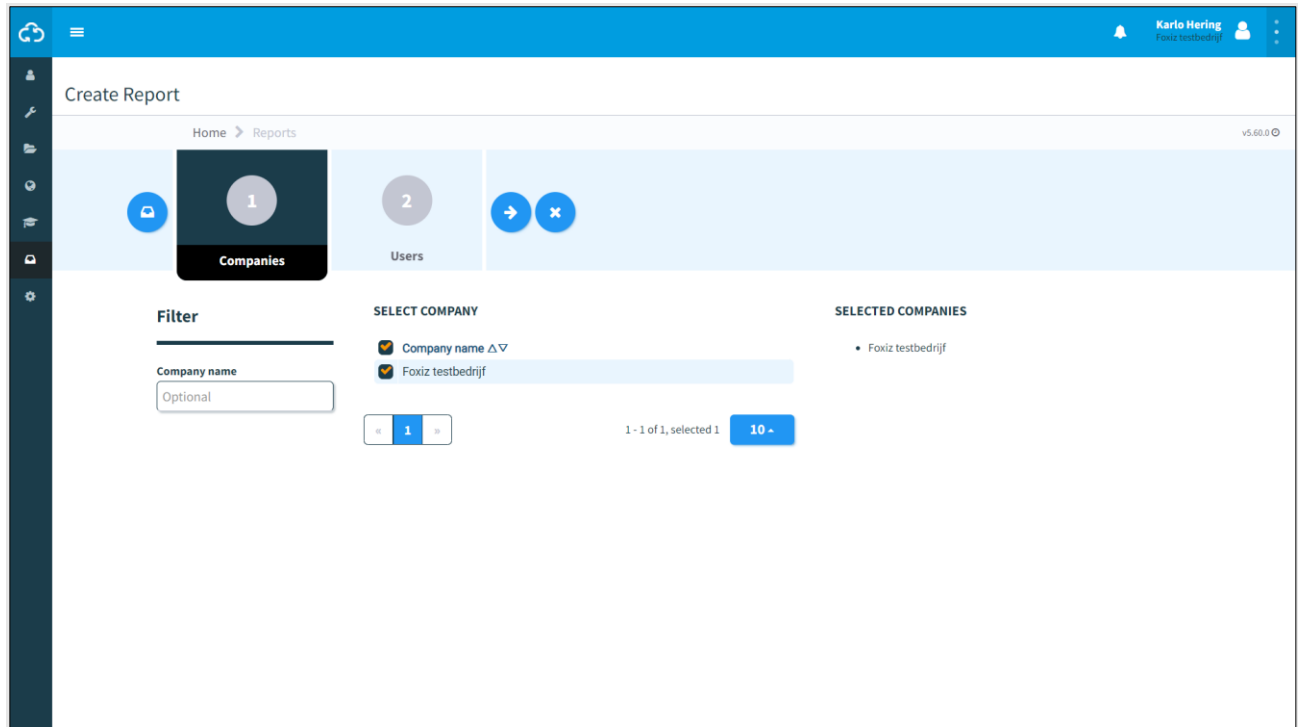 Karlo Hering
Foxiz testbedrijf
Create Report
Home Reports
v5.60.0
1
2
Companies
Users
Filter
Company name
Optional
SELECT COMPANY
Company name △▽
Foxiz testbedrijf
« 1 »
1 - 1 of 1, selected 1
10
SELECTED COMPANIES
• Foxiz testbedrijf